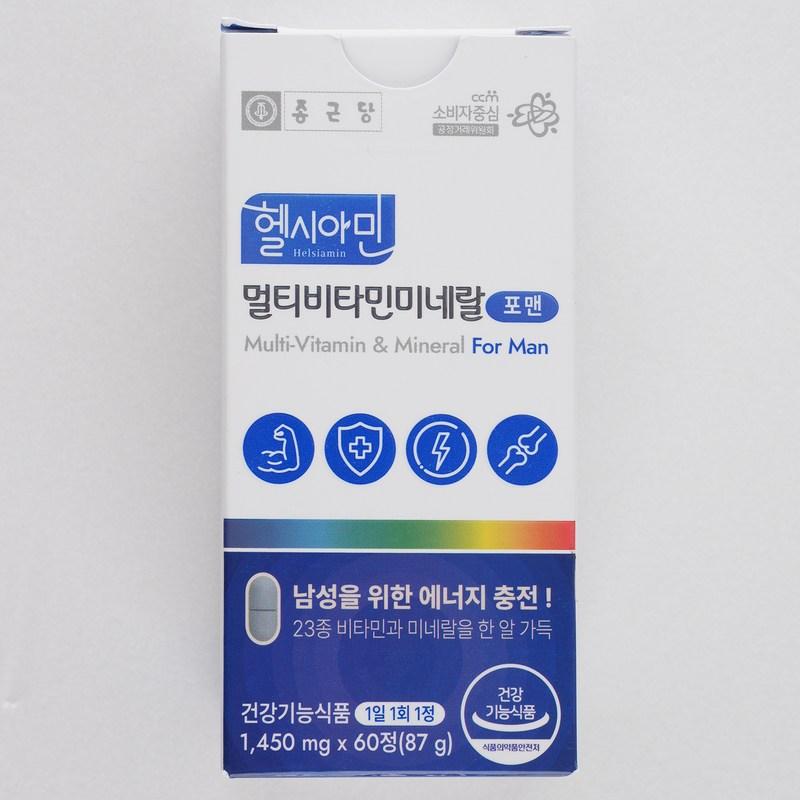 종근당
ccm
소비자중심
공정거래위원회
헬시아민
Helsiamin
멀티비타민미네랄 포맨
Multi-Vitamin & Mineral For Man
남성을 위한 에너지 충전!
23종 비타민과 미네랄을 한 알 가득
건강기능식품 1일 1회 1정
1,450 mg x 60정(87 g)
건강
기능식품
식품의약품안전처